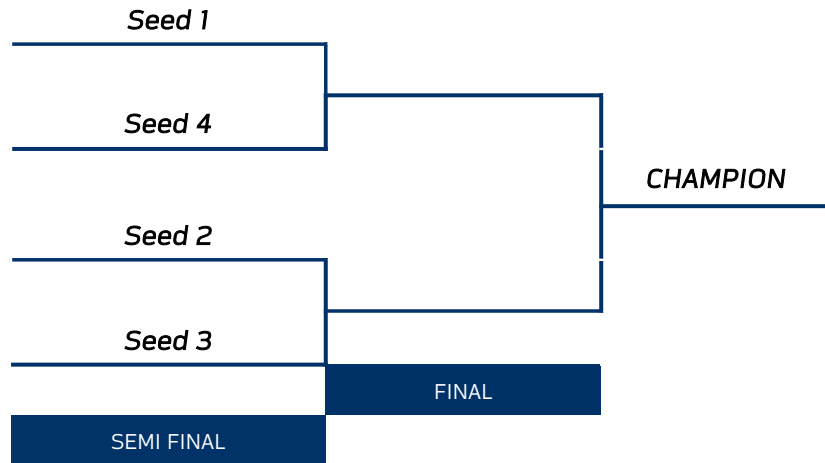 Seed 1
Seed 4
CHAMPION
Seed 2
Seed 3
FINAL
SEMI FINAL